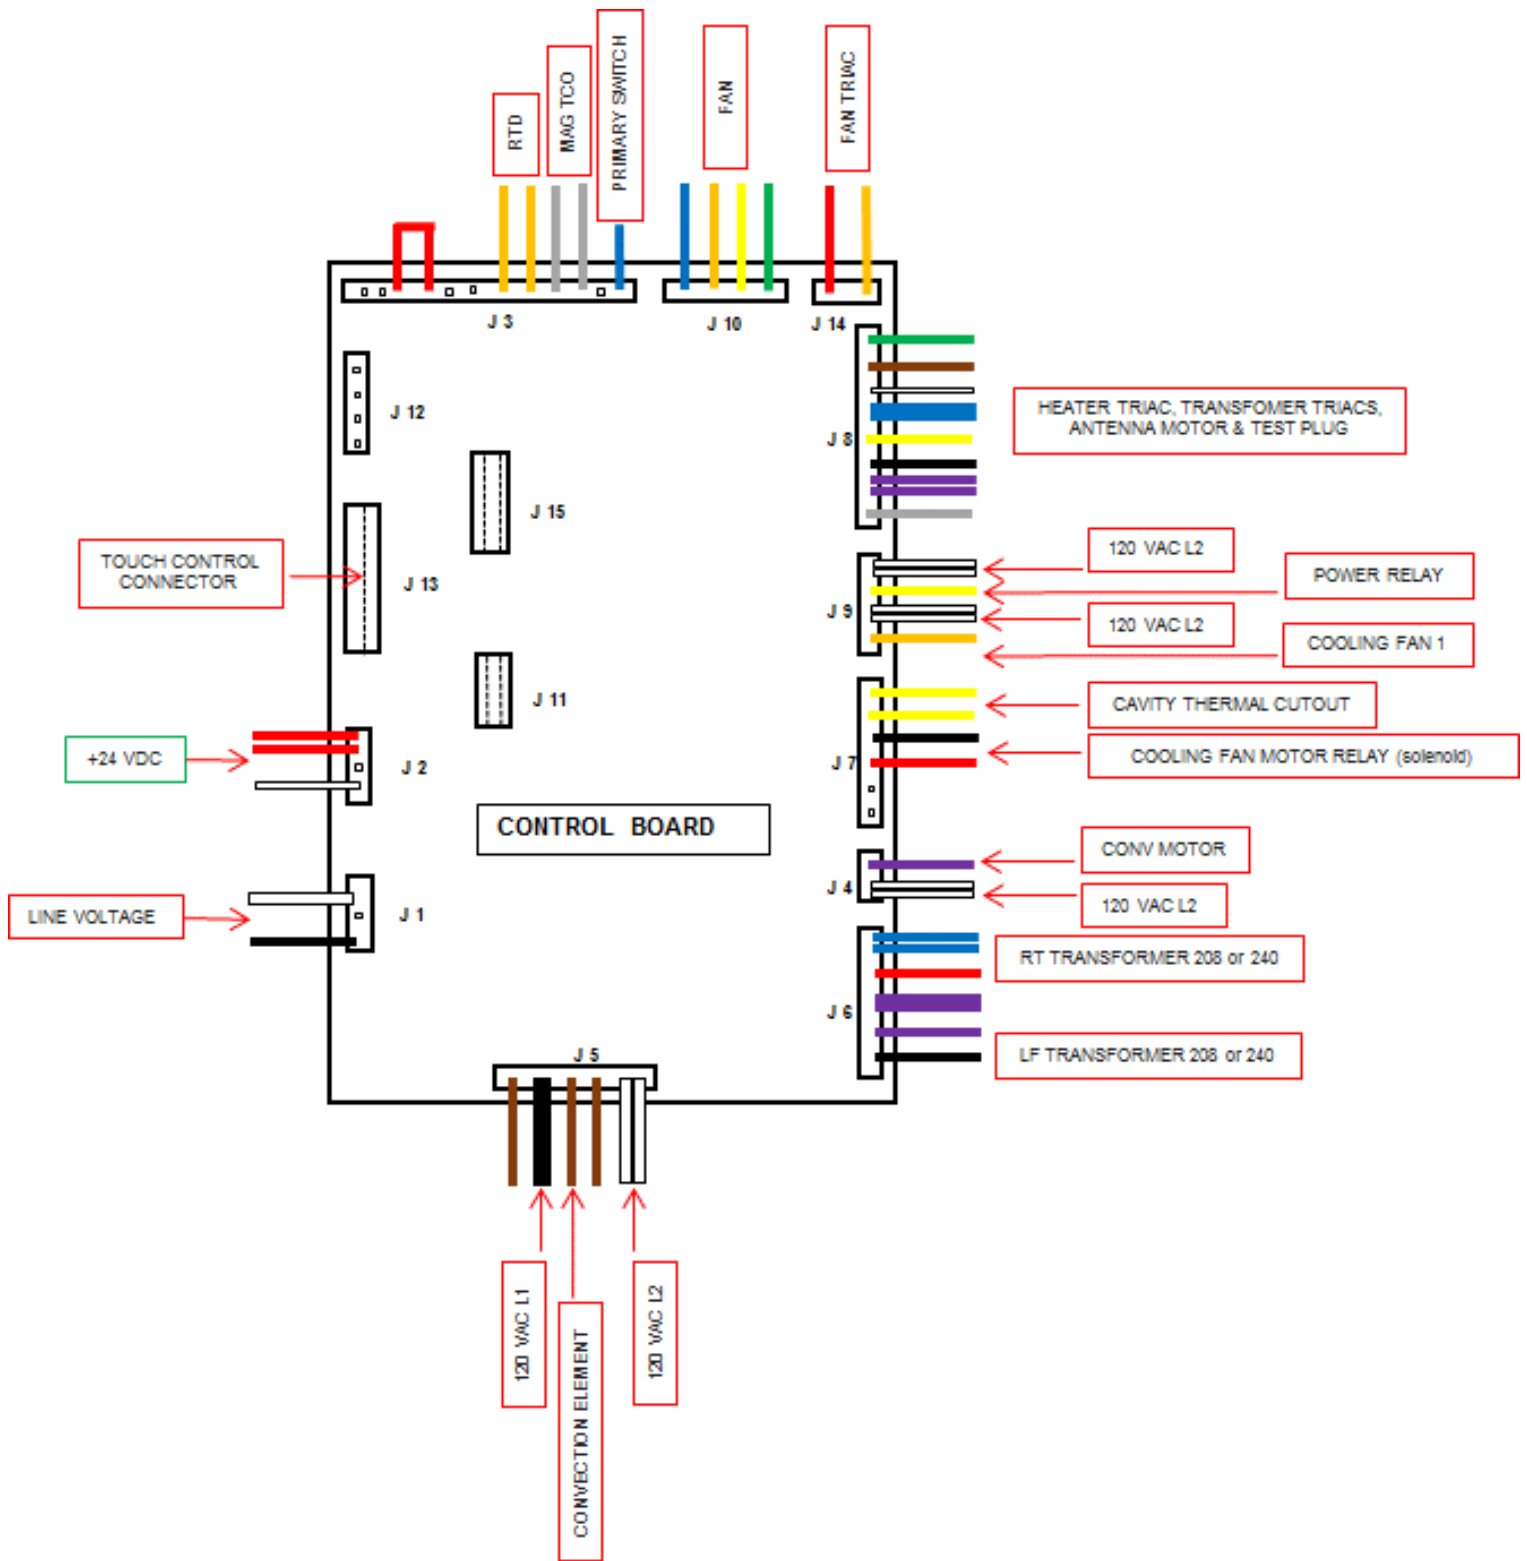 RTD
MAG TCO
PRIMARY SWITCH
FAN
FAN TRIAC
J 3
J 10
J 14
J 12
J 8
HEATER TRIAC, TRANSFOMER TRIACS,
ANTENNA MOTOR & TEST PLUG
J 15
TOUCH CONTROL
CONNECTOR
J 13
J 9
120 VAC L2
POWER RELAY
120 VAC L2
COOLING FAN 1
J 11
CAVITY THERMAL CUTOUT
+24 VDC
J 2
J 7
COOLING FAN MOTOR RELAY (solenoid)
CONTROL BOARD
CONV MOTOR
J 4
120 VAC L2
LINE VOLTAGE
J 1
RT TRANSFORMER 208 or 240
J 6
LF TRANSFORMER 208 or 240
J 5
120 VAC L1
CONVECTION ELEMENT
120 VAC L2